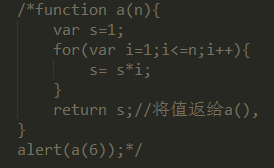 /*function a(n){
var s=1;
for(var i=1;i<=n;i++){
s= s*i;
}
return s;//将值返给a(),
}
alert(a(6));*/